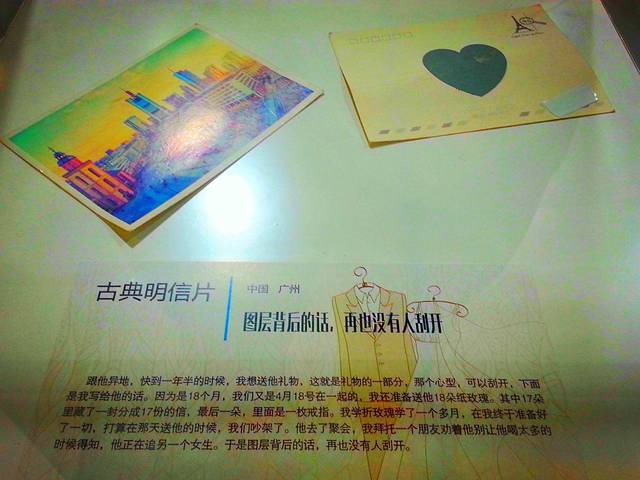 古典明信片
中国 广州
图层背后的话，再也没有人刮开
跟他异地，快到一年半的时候，我想送他礼物，这就是礼物的一部分，那个心型，可以刮开，下面
是我写给他的话。因为是18个月，我们又是4月18号在一起的，我还准备送他18朵纸玫瑰。其中17朵
里藏了一封分成17份的信，最后一朵，里面是一枚戒指。我学折玫瑰学了一个多月，在我终于准备好
了一切，打算在那天送他的时候，我们吵架了。他去了聚会，我拜托一个朋友劝着他别让他喝太多的
时候得知，他正在追另一个女生。于是图层背后的话，再也没有人刮开。